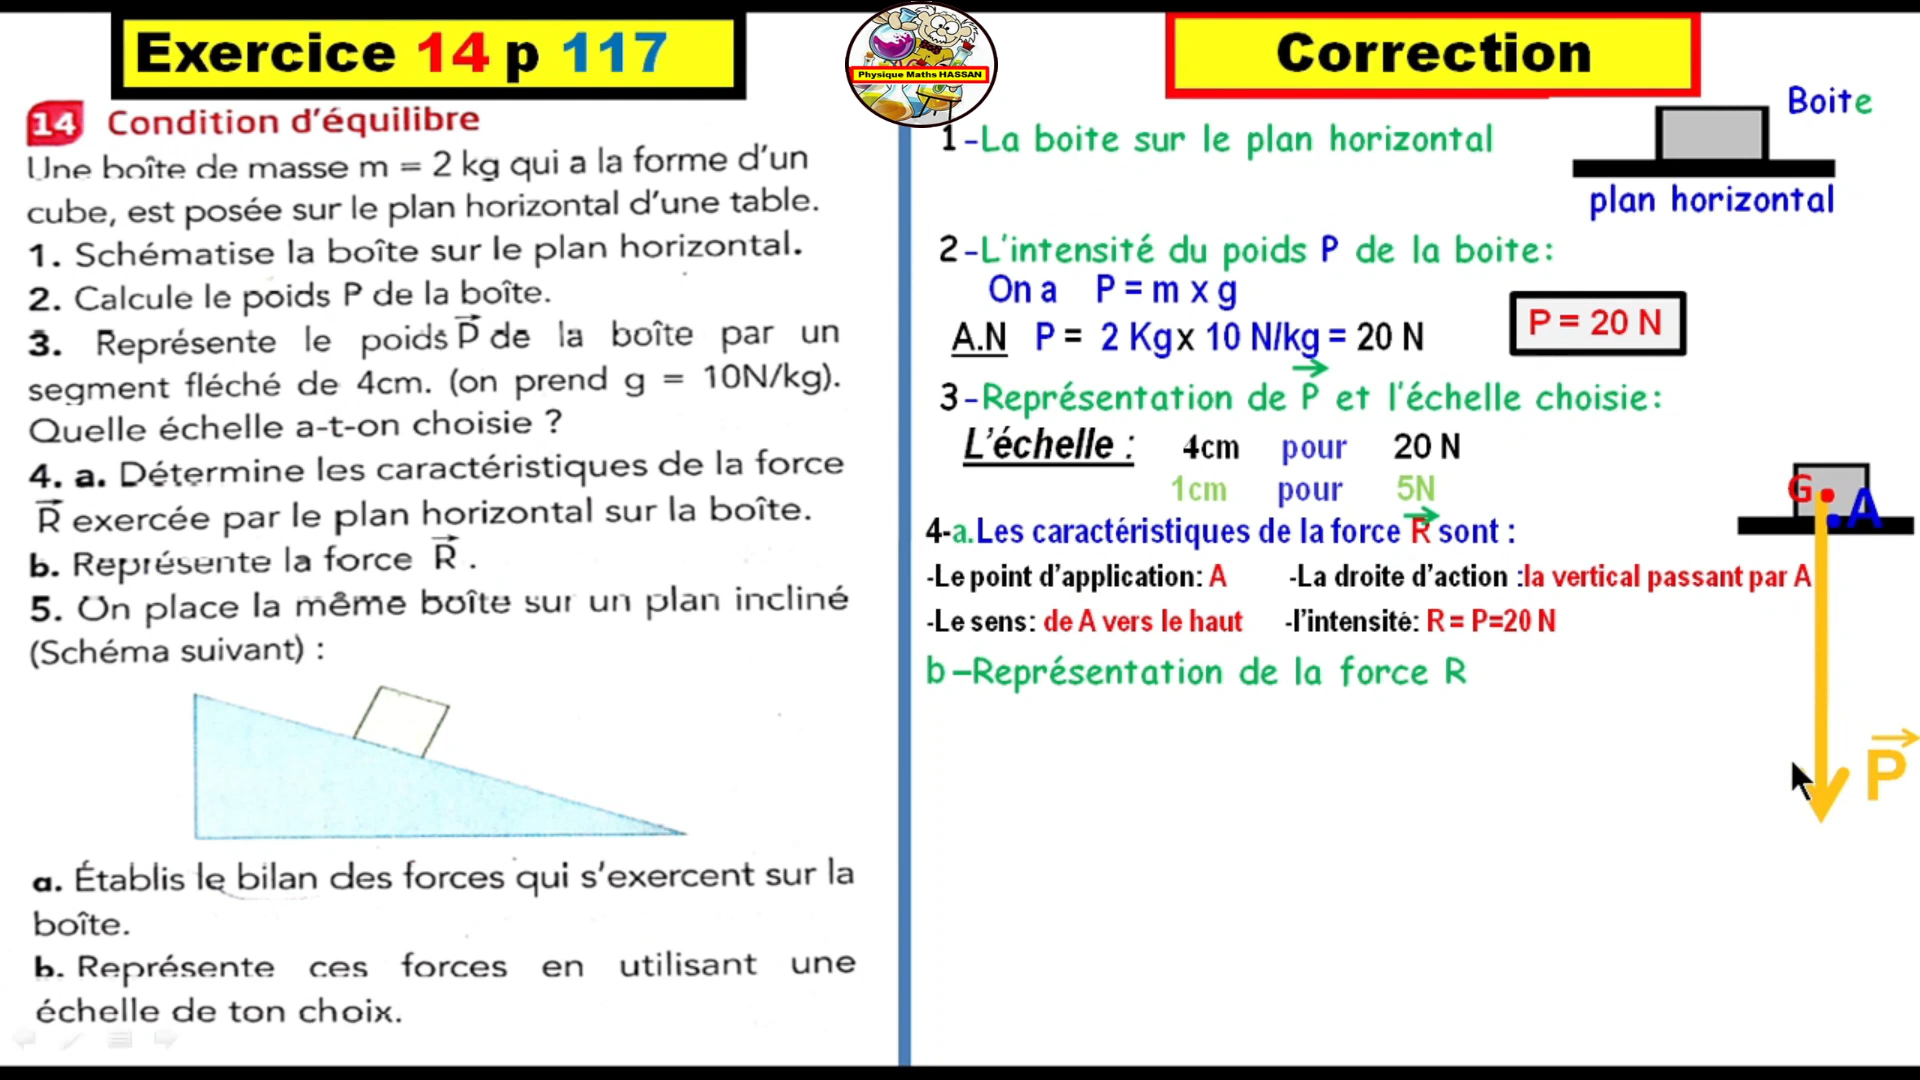 Exercice 14 p 117
Physique Maths HASSAN
Correction
14 Condition d'équilibre
Une boîte de masse m = 2 kg qui a la forme d'un
cube, est posée sur le plan horizontal d'une table.
1. Schématise la boîte sur le plan horizontal.
2. Calcule le poids P de la boîte.
3. Représente le poids P⃗ de la boîte par un
segment fléché de 4cm. (on prend g = 10N/kg).
Quelle échelle a-t-on choisie ?
4. a. Détermine les caractéristiques de la force
R⃗ exercée par le plan horizontal sur la boîte.
b. Représente la force R⃗ .
5. On place la même boîte sur un plan incliné
(Schéma suivant) :
a. Établis le bilan des forces qui s'exercent sur la
boîte.
b. Représente ces forces en utilisant une
échelle de ton choix.
1-La boite sur le plan horizontal
Boite
plan horizontal
2-L'intensité du poids P de la boite:
On a P = m x g
A.N P = 2 Kg x 10 N/kg = 20 N
P = 20 N
3-Représentation de P⃗ et l'échelle choisie:
L'échelle : 4cm pour 20 N
1cm pour 5N
G
A
4-a.Les caractéristiques de la force R⃗ sont :
-Le point d'application: A -La droite d'action :la vertical passant par A
-Le sens: de A vers le haut -l'intensité: R = P=20 N
b-Représentation de la force R
P⃗